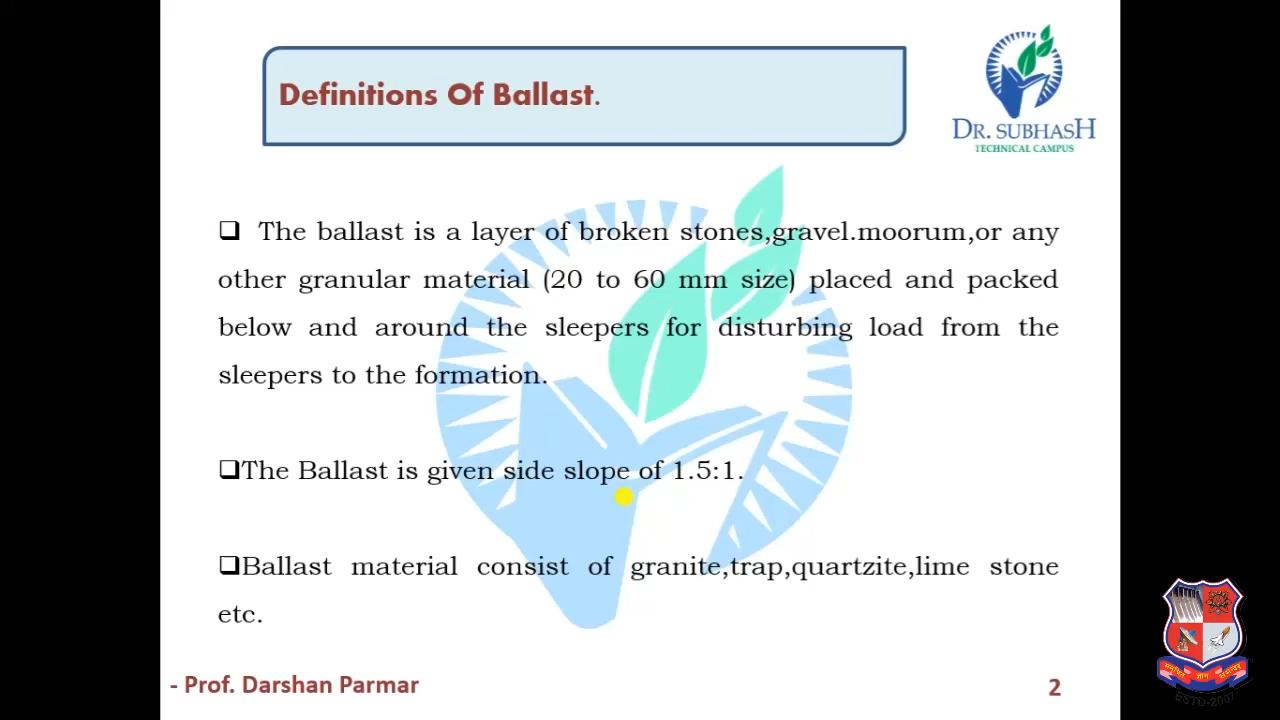 Definitions Of Ballast.
DR. SUBHASH
TECHNICAL CAMPUS
❑ The ballast is a layer of broken stones,gravel.moorum,or any
other granular material (20 to 60 mm size) placed and packed
below and around the sleepers for disturbing load from the
sleepers to the formation.
❑The Ballast is given side slope of 1.5:1.
❑Ballast material consist of granite,trap,quartzite,lime stone
etc.
- Prof. Darshan Parmar
2
ESTD-2007